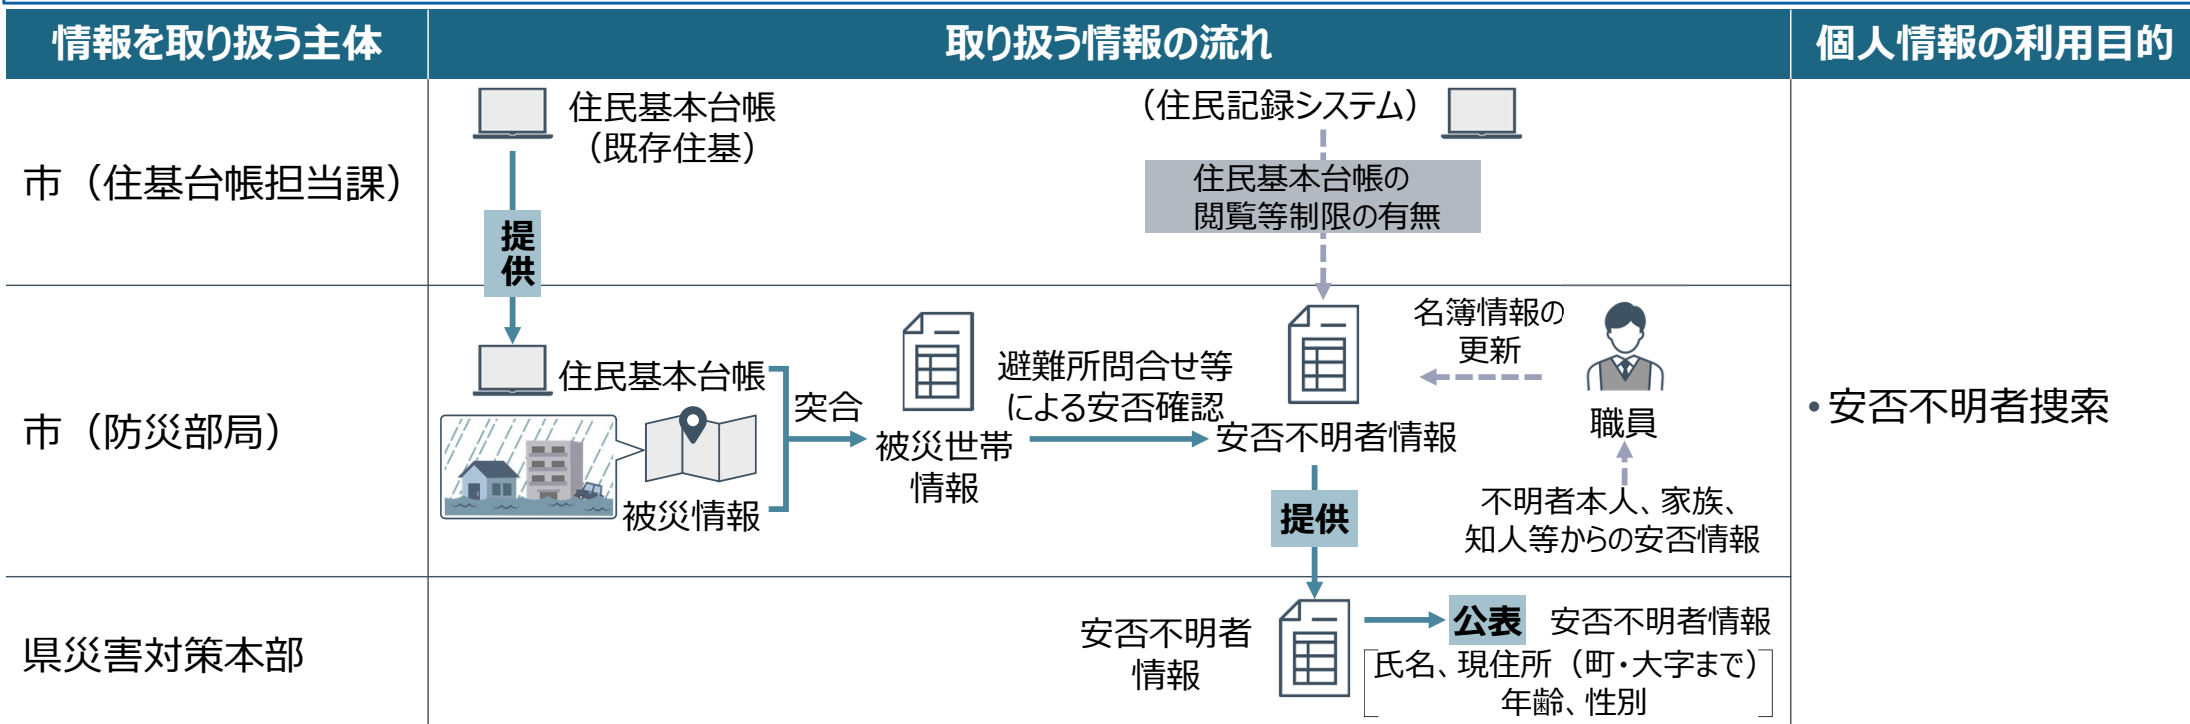 情報を取り扱う主体
取り扱う情報の流れ
個人情報の利用目的
市（住基台帳担当課）
住民基本台帳
（既存住基）
（住民記録システム）
住民基本台帳の
閲覧等制限の有無
提供
市（防災部局）
住民基本台帳
被災情報
突合
被災世帯
情報
避難所問合せ等
による安否確認
安否不明者情報
名簿情報の
更新
職員
不明者本人、家族、
知人等からの安否情報
提供
・安否不明者捜索
県災害対策本部
安否不明者
情報
公表
安否不明者情報
氏名、現住所（町・大字まで）
年齢、性別